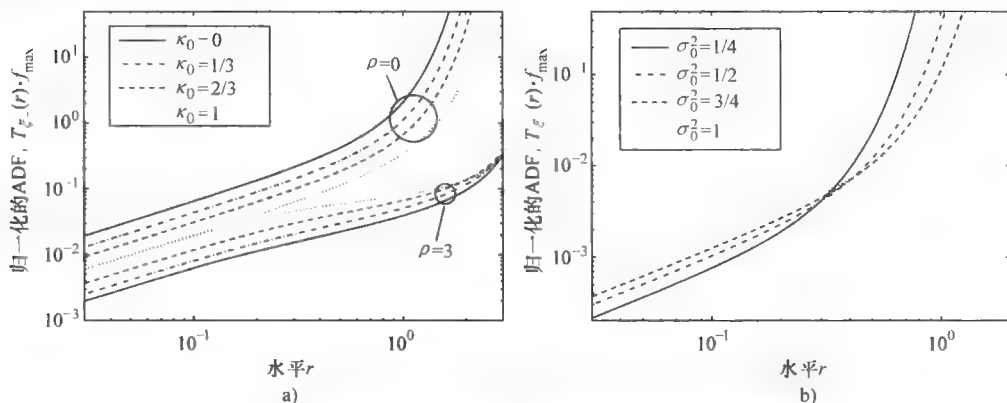 κ₀=0
κ₀=1/3
κ₀=2/3
κ₀=1
ρ=0
ρ=3
归一化的ADF, T_ξ_(r)·f_max
10¹
10⁰
10⁻¹
10⁻²
10⁻³
10⁻¹
10⁰
水平r
a)
σ₀²=1/4
σ₀²=1/2
σ₀²=3/4
σ₀²=1
归一化的ADF, T_ξ(r)·f_max
10⁻¹
10⁻²
10⁻³
10⁻¹
10⁰
水平r
b)